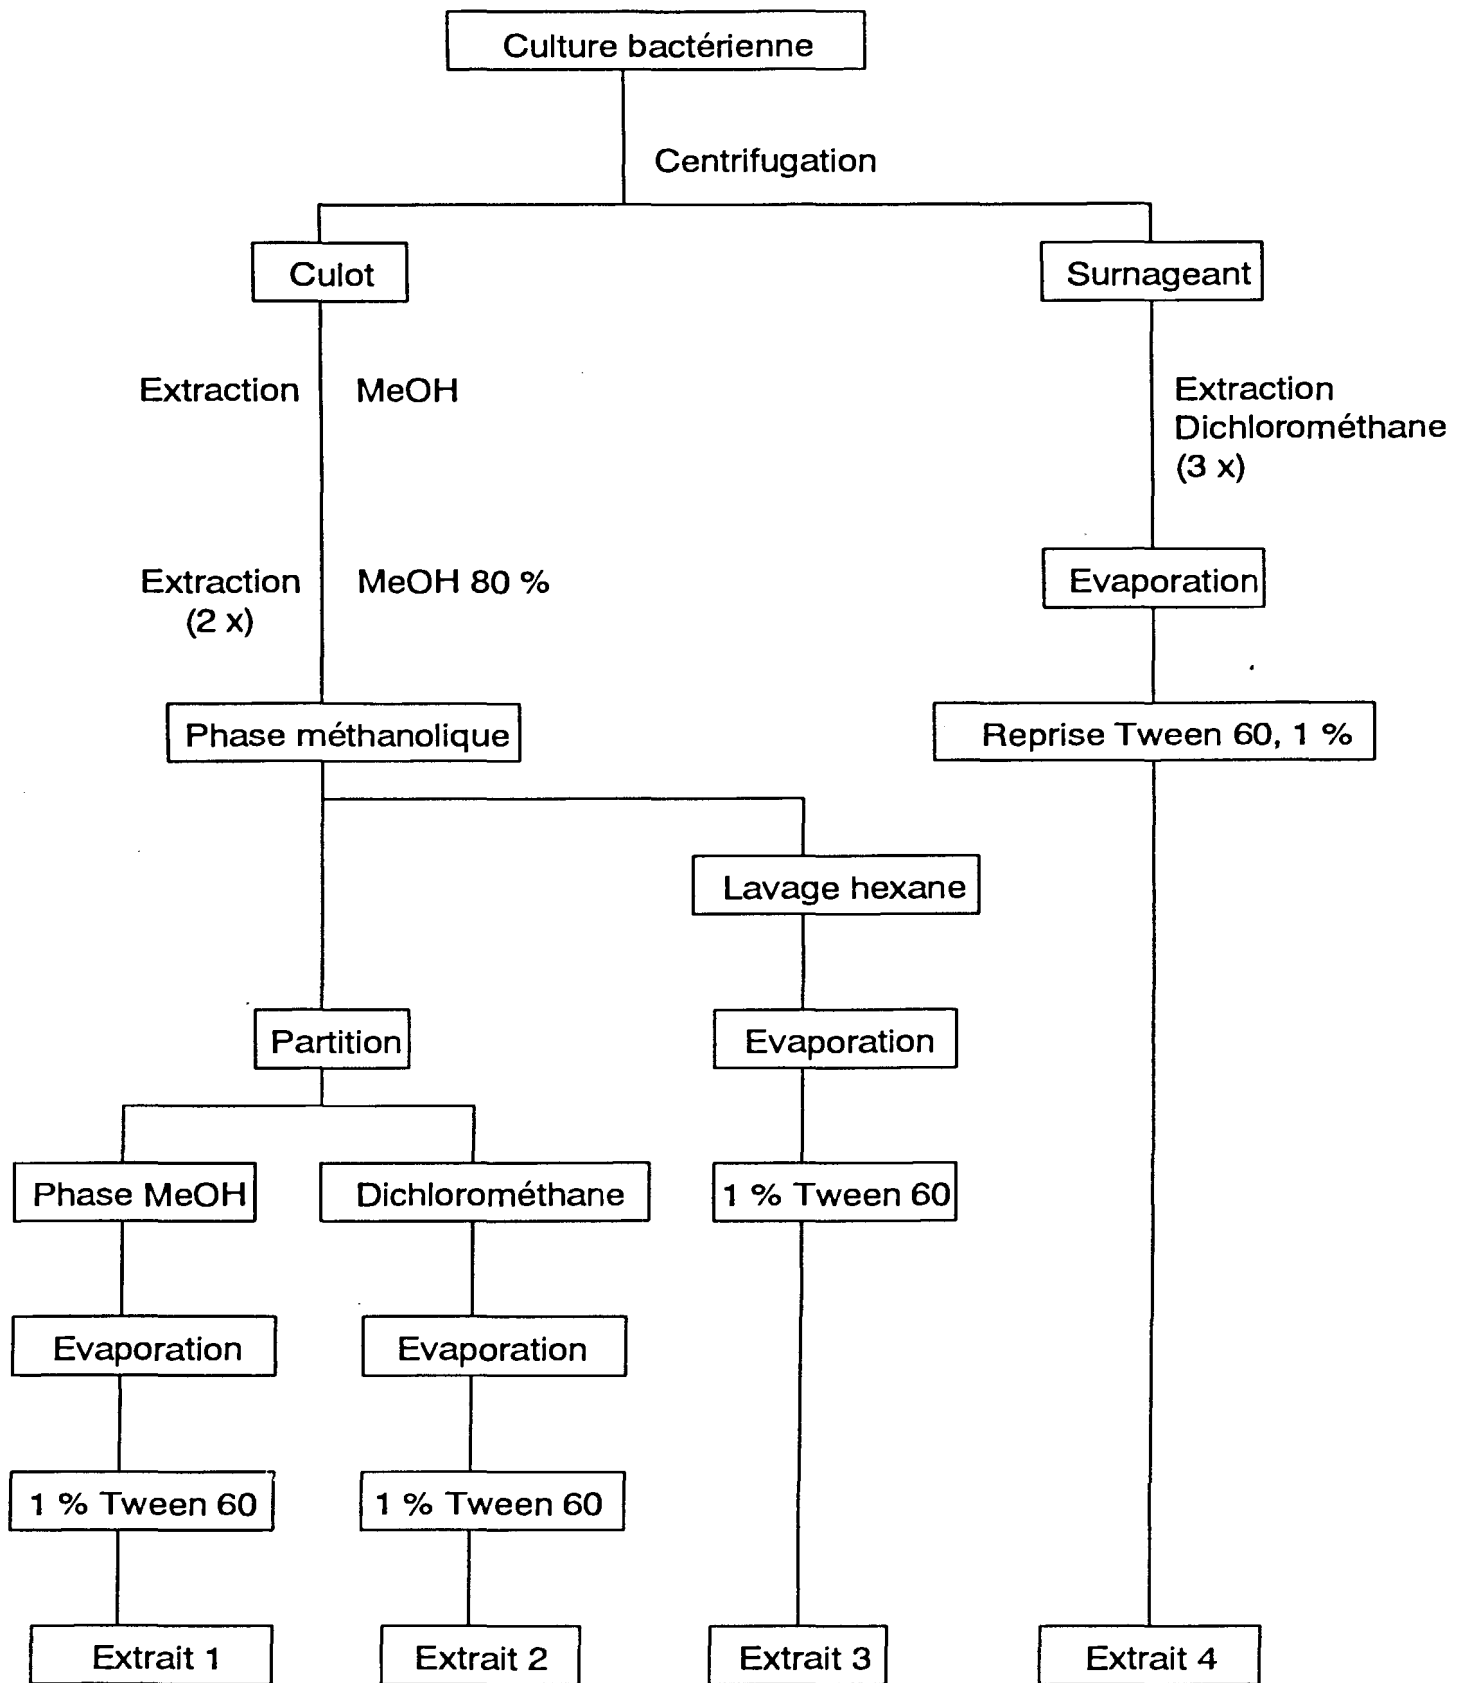 Culture bactérienne
Centrifugation
Culot
Surnageant
Extraction MeOH
Extraction
Dichlorométhane
(3 x)
Extraction MeOH 80 %
(2 x)
Evaporation
Phase méthanolique
Reprise Tween 60, 1 %
Lavage hexane
Partition
Evaporation
Phase MeOH
Dichlorométhane
1 % Tween 60
Evaporation
Evaporation
1 % Tween 60
1 % Tween 60
Extrait 1
Extrait 2
Extrait 3
Extrait 4